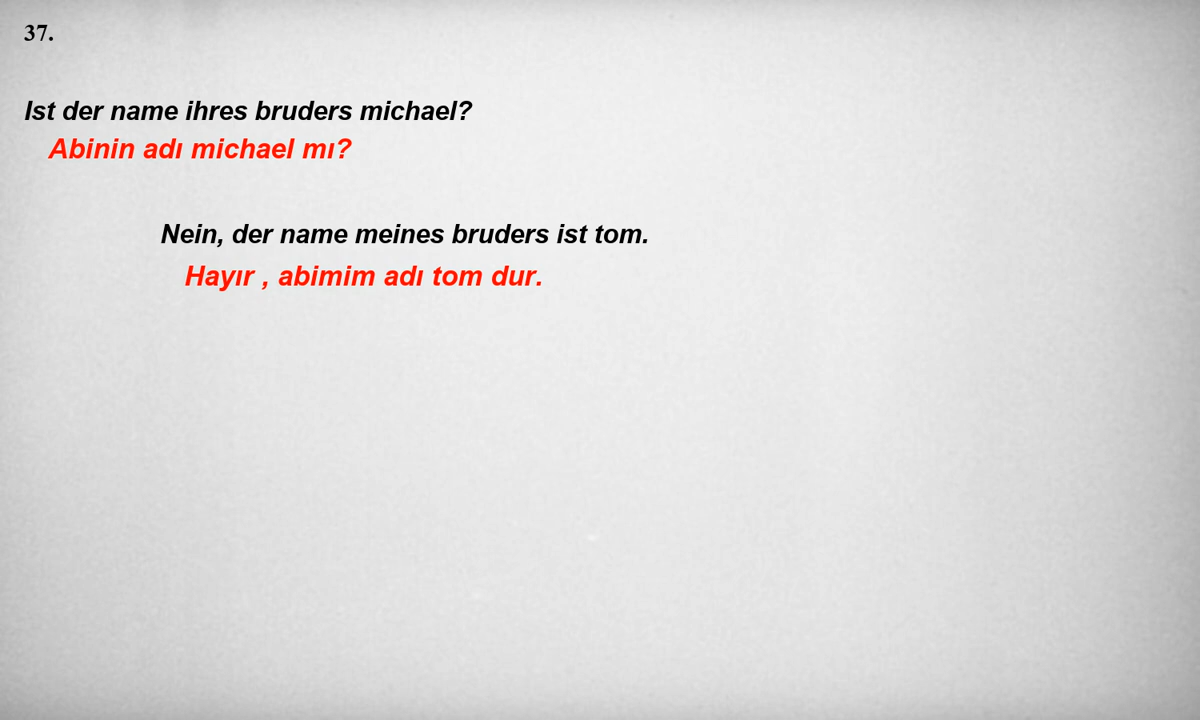 37.
Ist der name ihres bruders michael?
Abinin adı michael mı?
Nein, der name meines bruders ist tom.
Hayır , abimim adı tom dur.